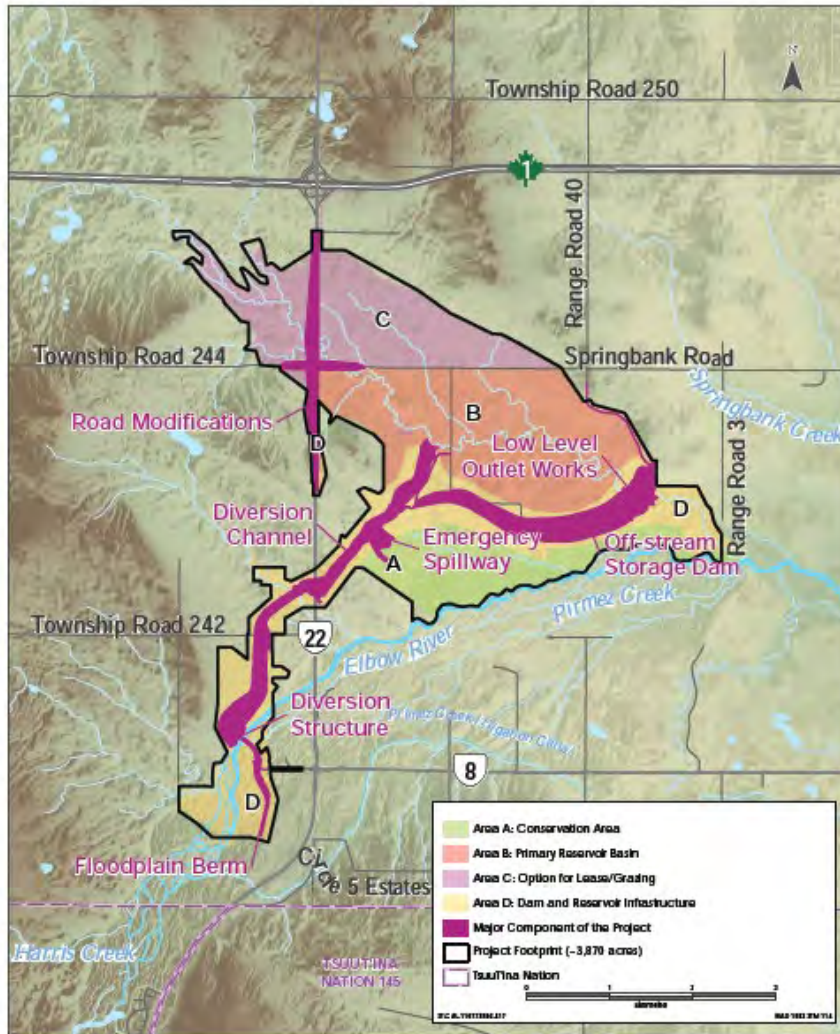 N
Township Road 250
1
Range Road 40
C
Township Road 244
Springbank Road
Springbank Creek
B
Road Modifications
Range Road 3
D
Low Level
Outlet Works
D
Diversion
Channel
Emergency
Spillway
Off-stream
Storage Dam
A
Pirmez Creek
Township Road 242
22
Elbow River
Diversion
Structure
8
D
Floodplain Berm
Cycle 5 Estates
Harris Creek
TSUUT'INA
NATION 145
Area A: Conservation Area
Area B: Primary Reservoir Basin
Area C: Option for Lease/Grazing
Area D: Dam and Reservoir Infrastructure
Major Component of the Project
Project Footprint (~3,870 acres)
Tsuut'ina Nation
0 1 2 3